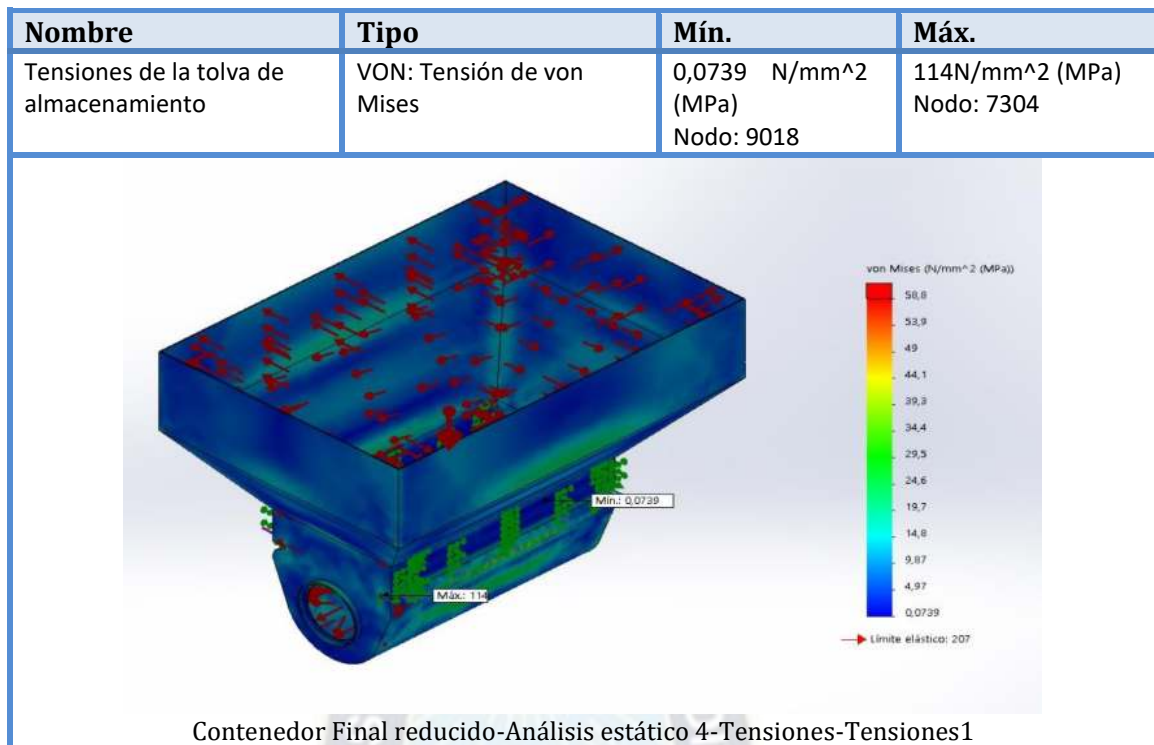 Nombre Tipo Mín. Máx.
Tensiones de la tolva de VON: Tensión de von 0,0739 N/mm^2 114N/mm^2 (MPa)
almacenamiento Mises (MPa) Nodo: 7304
Nodo: 9018
von Mises (N/mm^2 (MPa))
58,8
53,9
49
44,1
39,3
34,4
29,5
24,6
19,7
14,8
9,87
4,97
0,0739
Límite elástico: 207
Mín.: 0,0739
Máx.: 114
Contenedor Final reducido-Análisis estático 4-Tensiones-Tensiones1